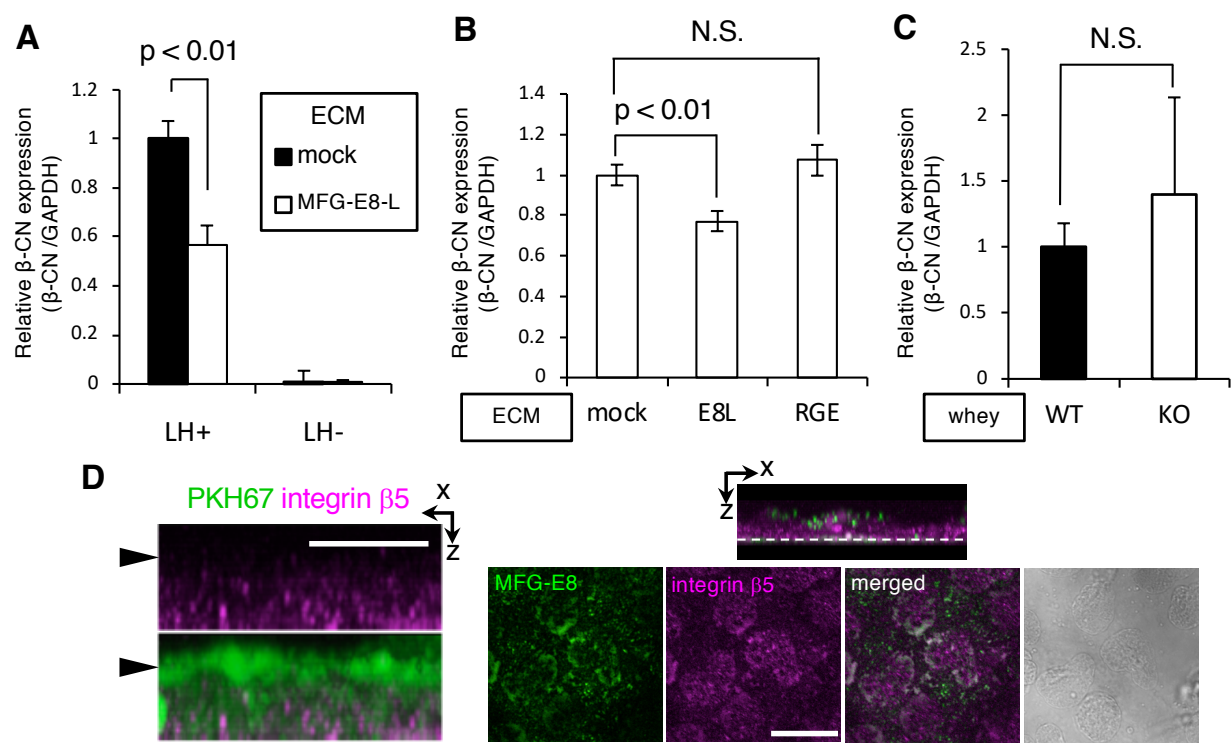 A
p < 0.01
Relative β-CN expression
(β-CN /GAPDH)
1.2
1
0.8
0.6
0.4
0.2
0
ECM
mock
MFG-E8-L
LH+
LH-
B
N.S.
p < 0.01
Relative β-CN expression
(β-CN /GAPDH)
1.4
1.2
1
0.8
0.6
0.4
0.2
0
ECM
mock
E8L
RGE
C
N.S.
Relative β-CN expression
(β-CN /GAPDH)
2.5
2
1.5
1
0.5
0
whey
WT
KO
D
PKH67 integrin β5
X
Z
X
Z
MFG-E8
integrin β5
merged